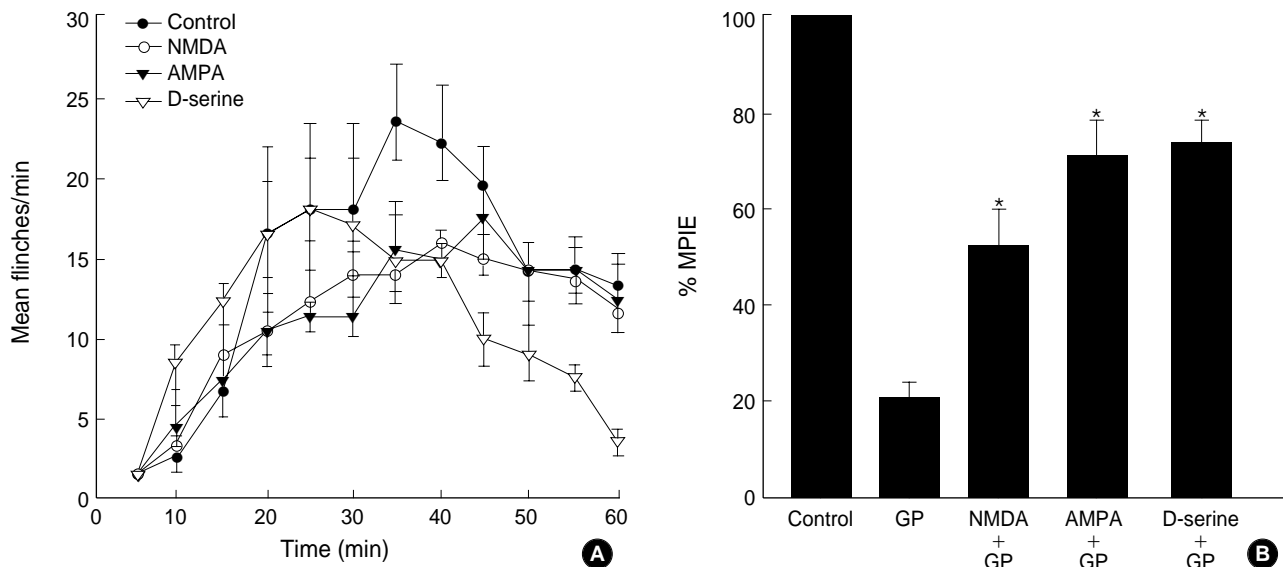 30
25
20
15
10
5
0
Mean flinches/min
Control
NMDA
AMPA
D-serine
0 10 20 30 40 50 60
Time (min)
A
100
80
60
40
20
0
% MPIE
* * *
Control GP NMDA AMPA D-serine
+ + +
GP GP GP
B